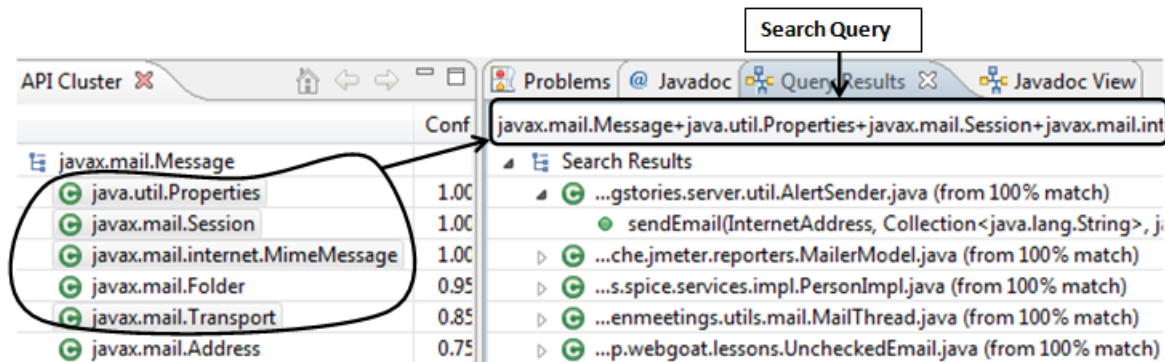 Search Query
API Cluster
Problems @ Javadoc Query Results Javadoc View
Conf
javax.mail.Message+java.util.Properties+javax.mail.Session+javax.mail.int
javax.mail.Message
Search Results
java.util.Properties 1.00
...gstories.server.util.AlertSender.java (from 100% match)
javax.mail.Session 1.00
sendEmail(InternetAddress, Collection<java.lang.String>, j
javax.mail.internet.MimeMessage 1.00
...che.jmeter.reporters.MailerModel.java (from 100% match)
javax.mail.Folder 0.95
...s.spice.services.impl.PersonImpl.java (from 100% match)
javax.mail.Transport 0.85
...enmeetings.utils.mail.MailThread.java (from 100% match)
javax.mail.Address 0.75
...p.webgoat.lessons.UncheckedEmail.java (from 100% match)